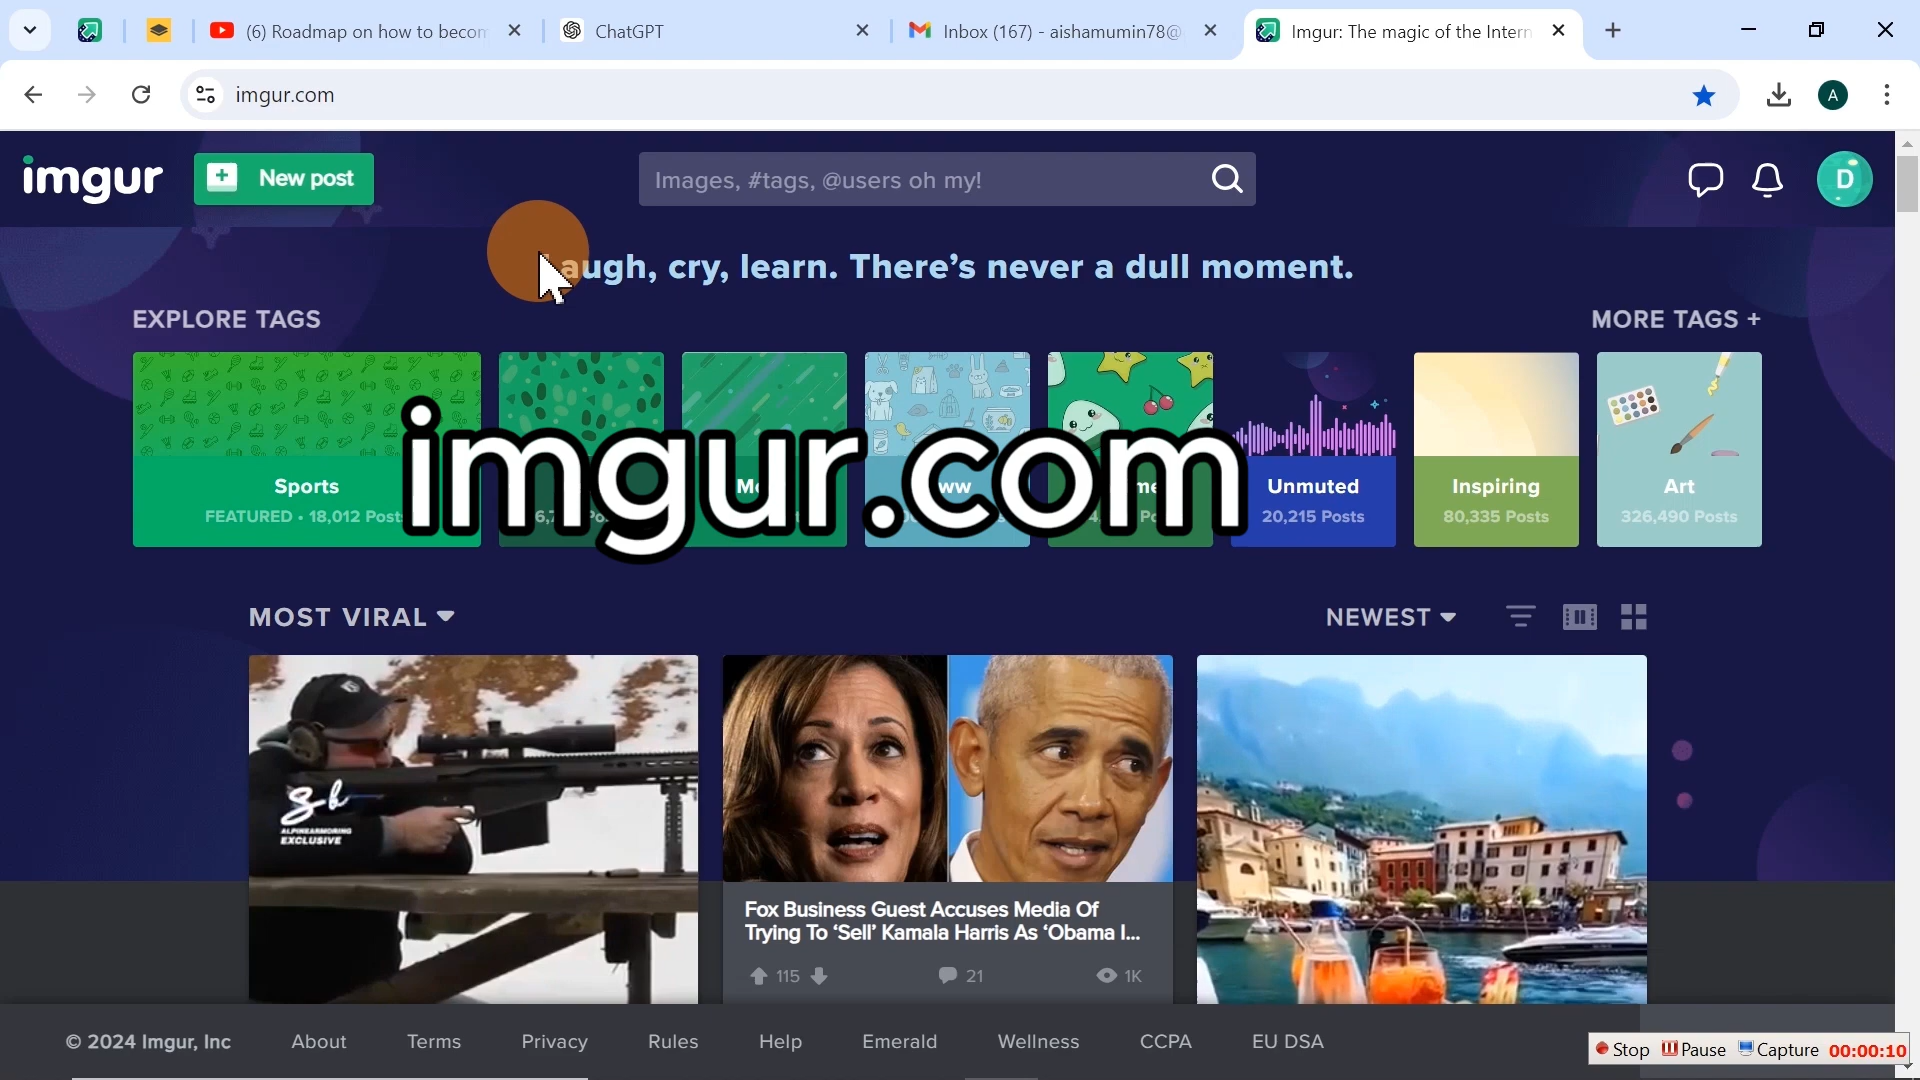 (6) Roadmap on how to becom
ChatGPT
Inbox (167) - aishamumin78@
Imgur: The magic of the Intern
imgur.com
A
imgur
New post
Images, #tags, @users oh my!
D
augh, cry, learn. There's never a dull moment.
EXPLORE TAGS
MORE TAGS +
imgur.com
Sports
FEATURED • 18,012 Posts
Unmuted
20,215 Posts
Inspiring
80,335 Posts
Art
326,490 Posts
MOST VIRAL
NEWEST
ALPINEARMORING
EXCLUSIVE
Fox Business Guest Accuses Media Of
Trying To ‘Sell’ Kamala Harris As ‘Obama I...
115
21
1K
© 2024 Imgur, Inc
About
Terms
Privacy
Rules
Help
Emerald
Wellness
CCPA
EU DSA
Stop
Pause
Capture
00:00:10